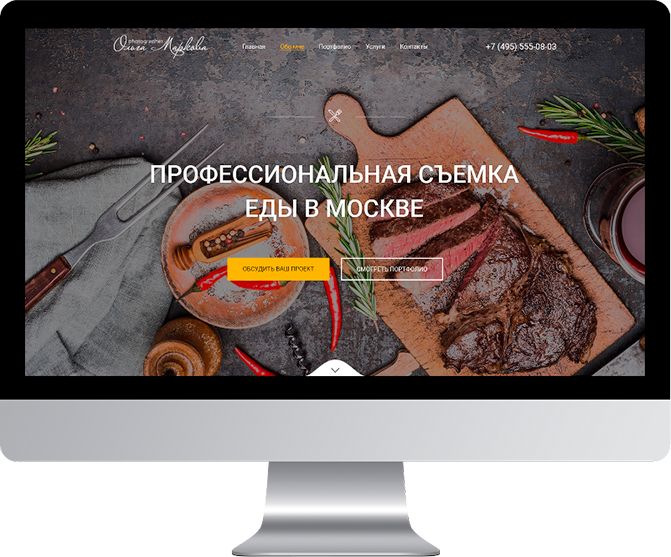 photographer
Ольга Маркова
Главная
Обо мне
Портфолио
Услуги
Контакты
+7 (495) 555-08-03
ПРОФЕССИОНАЛЬНАЯ СЪЕМКА
ЕДЫ В МОСКВЕ
ОБСУДИТЬ ВАШ ПРОЕКТ
СМОТРЕТЬ ПОРТФОЛИО